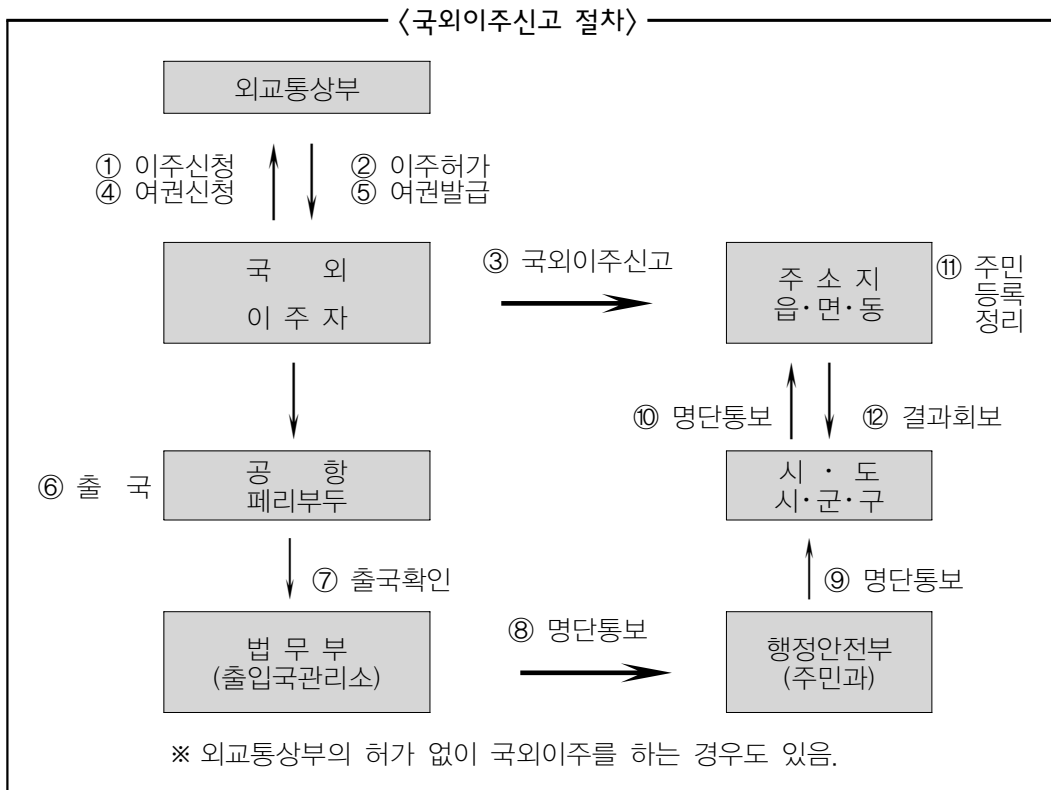 〈국외이주신고 절차〉
외교통상부
① 이주신청
④ 여권신청
② 이주허가
⑤ 여권발급
국 외
이 주 자
③ 국외이주신고
주 소 지
읍·면·동
⑪ 주민
등록
정리
⑩ 명단통보
⑫ 결과회보
⑥ 출 국
공 항
페리부두
시 · 도
시·군·구
⑦ 출국확인
⑨ 명단통보
법 무 부
(출입국관리소)
⑧ 명단통보
행정안전부
(주민과)
※ 외교통상부의 허가 없이 국외이주를 하는 경우도 있음.